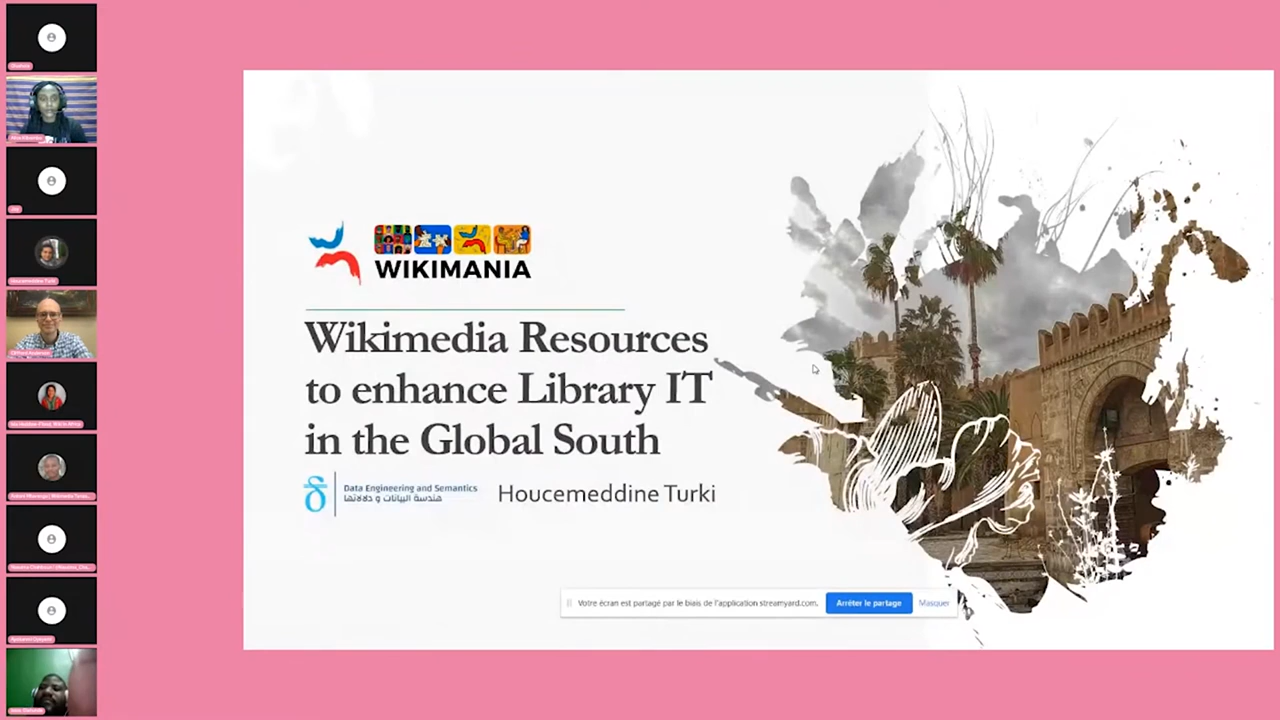 WIKIMANIA
Wikimedia Resources
to enhance Library IT
in the Global South
Data Engineering and Semantics
هندسة البيانات و دلالاتها
Houcemeddine Turki
Votre écran est partagé par le biais de l'application streamyard.com.
Arrêter le partage
Masquer